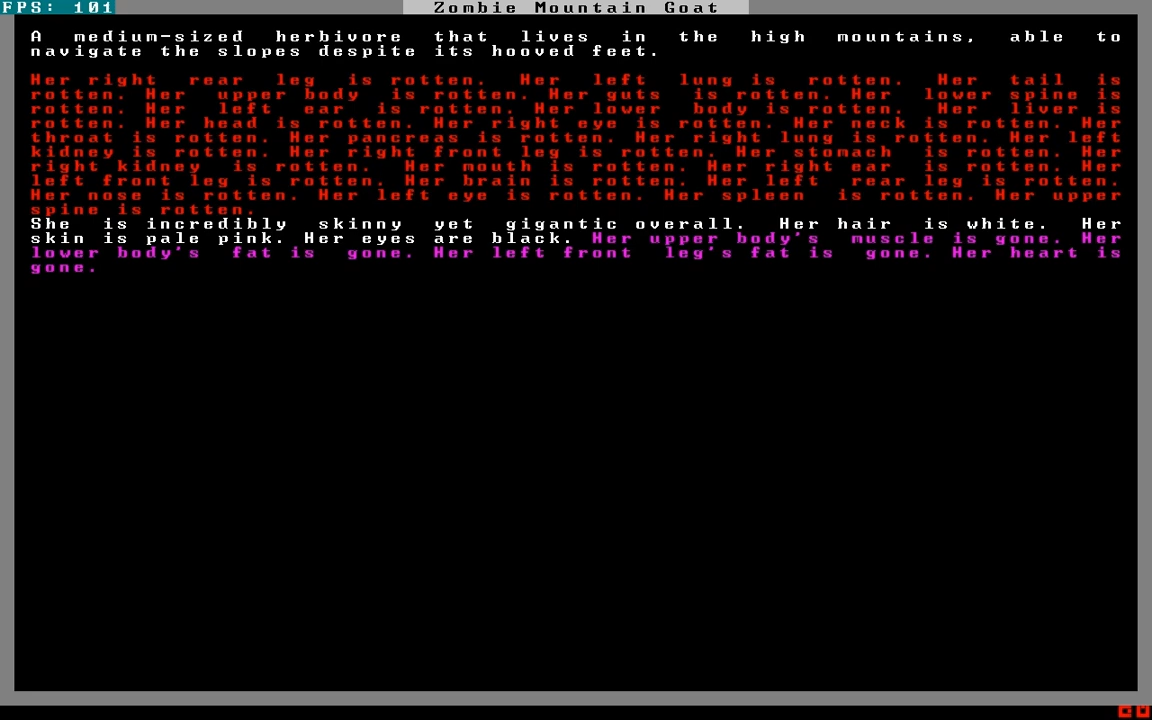 FPS: 101
Zombie Mountain Goat
A medium-sized herbivore that lives in the high mountains, able to
navigate the slopes despite its hooved feet.
Her right rear leg is rotten. Her left lung is rotten. Her tail is
rotten. Her upper body is rotten. Her guts is rotten. Her lower spine is
rotten. Her left ear is rotten. Her lower body is rotten. Her liver is
rotten. Her head is rotten. Her right eye is rotten. Her neck is rotten. Her
throat is rotten. Her pancreas is rotten. Her right lung is rotten. Her left
kidney is rotten. Her right front leg is rotten. Her stomach is rotten. Her
right kidney is rotten. Her mouth is rotten. Her right ear is rotten. Her
left front leg is rotten. Her brain is rotten. Her left rear leg is rotten.
Her nose is rotten. Her left eye is rotten. Her spleen is rotten. Her upper
spine is rotten.
She is incredibly skinny yet gigantic overall. Her hair is white. Her
skin is pale pink. Her eyes are black. Her upper body's muscle is gone. Her
lower body's fat is gone. Her left front leg's fat is gone. Her heart is
gone.